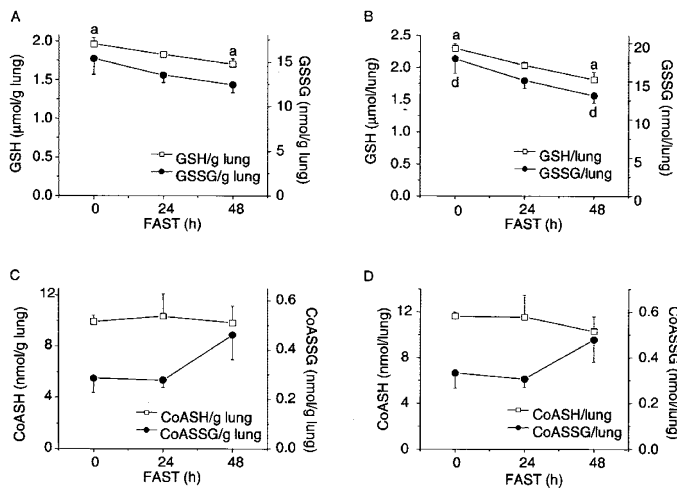 A
a
a
2.0
1.5
1.0
0.5
0.0
15
10
5
0
GSH (µmol/g lung)
GSSG (nmol/g lung)
GSH/g lung
GSSG/g lung
0
24
48
FAST (h)
B
a
a
d
d
2.5
2.0
1.5
1.0
0.5
0.0
20
15
10
5
0
GSH (µmol/lung)
GSSG (nmol/lung)
GSH/lung
GSSG/lung
0
24
48
FAST (h)
C
12
8
4
0
0.6
0.4
0.2
0.0
CoASH (nmol/g lung)
CoASSG (nmol/g lung)
CoASH/g lung
CoASSG/g lung
0
24
48
FAST (h)
D
12
9
6
3
0
0.6
0.4
0.2
0.0
CoASH (nmol/lung)
CoASSG (nmol/lung)
CoASH/lung
CoASSG/lung
0
24
48
FAST (h)